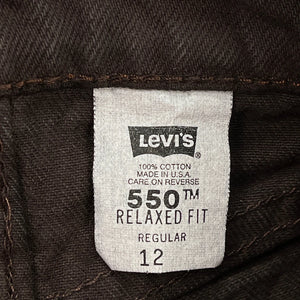 LEVI'S®
100% COTTON
MADE IN U.S.A.
CARE ON REVERSE
550™
RELAXED FIT
REGULAR
12